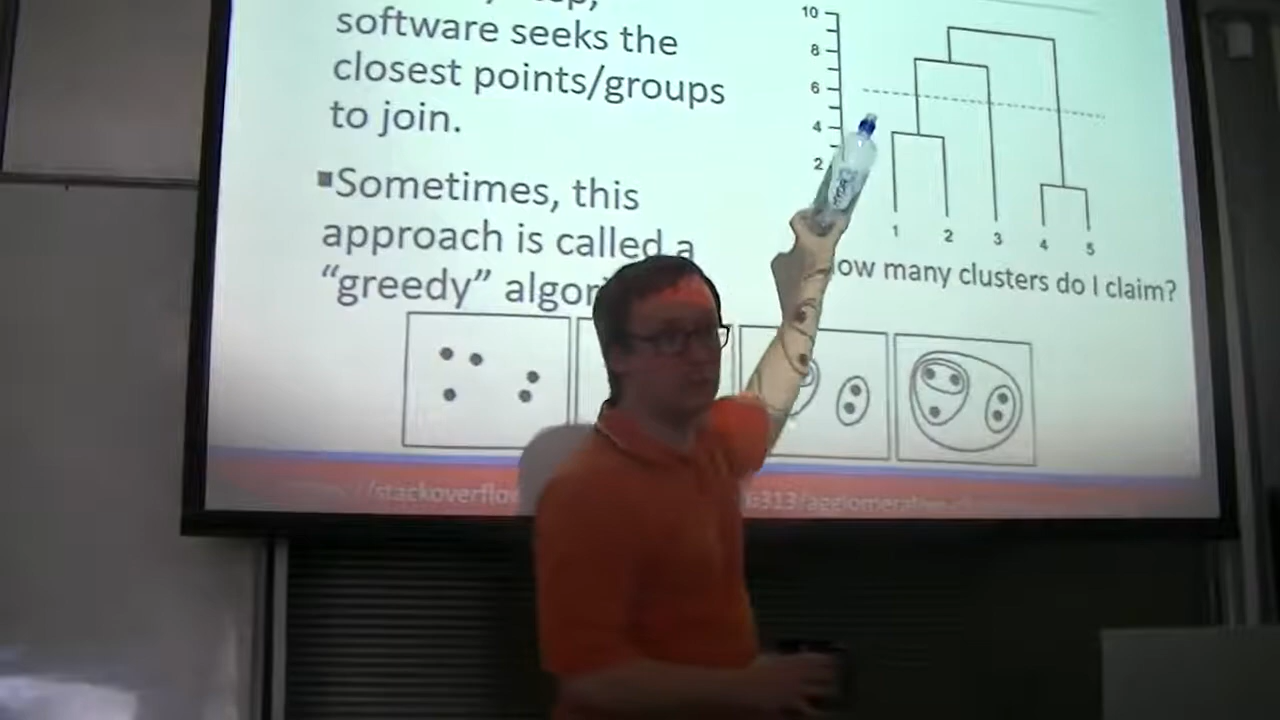 software seeks the
closest points/groups
to join.
Sometimes, this
approach is called a
"greedy"
10
8
6
4
2
1 2 3 4 5
many clusters do I claim?